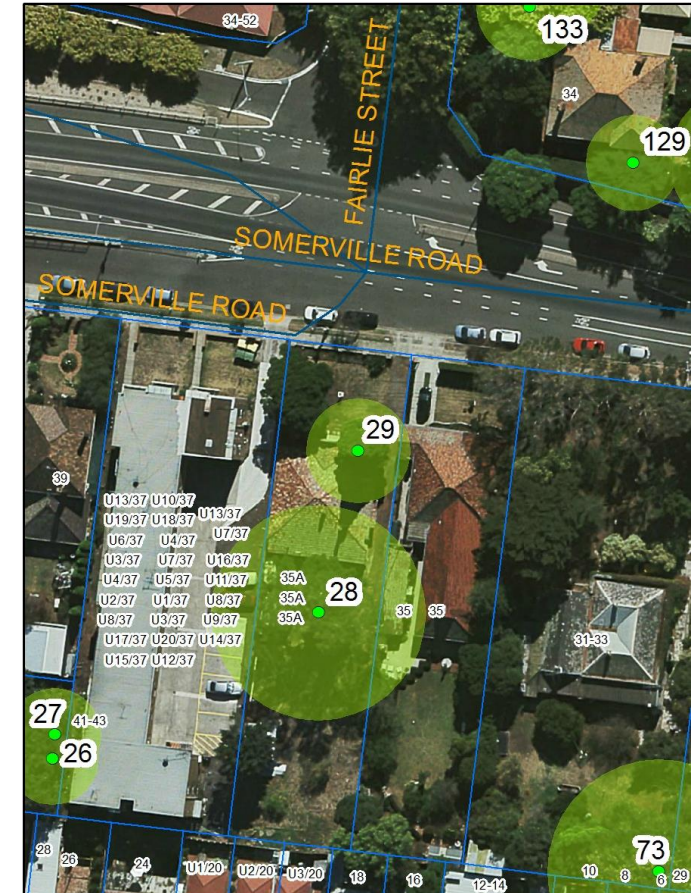 34-52
133
FAIRLIE STREET
34
129
SOMERVILLE ROAD
SOMERVILLE ROAD
29
39
U13/37 U10/37
U13/37
U19/37 U18/37
U7/37
U6/37 U4/37
U3/37 U7/37 U16/37
U4/37 U5/37 U11/37
35A
U2/37 U1/37 U8/37
35A
28
U8/37 U3/37 U9/37
35A
35 35
U17/37 U20/37 U14/37
31-33
U15/37 U12/37
27
41-43
26
73
28
26
24
U1/20
U2/20
U3/20
18
16
12-14
10
8
6
29